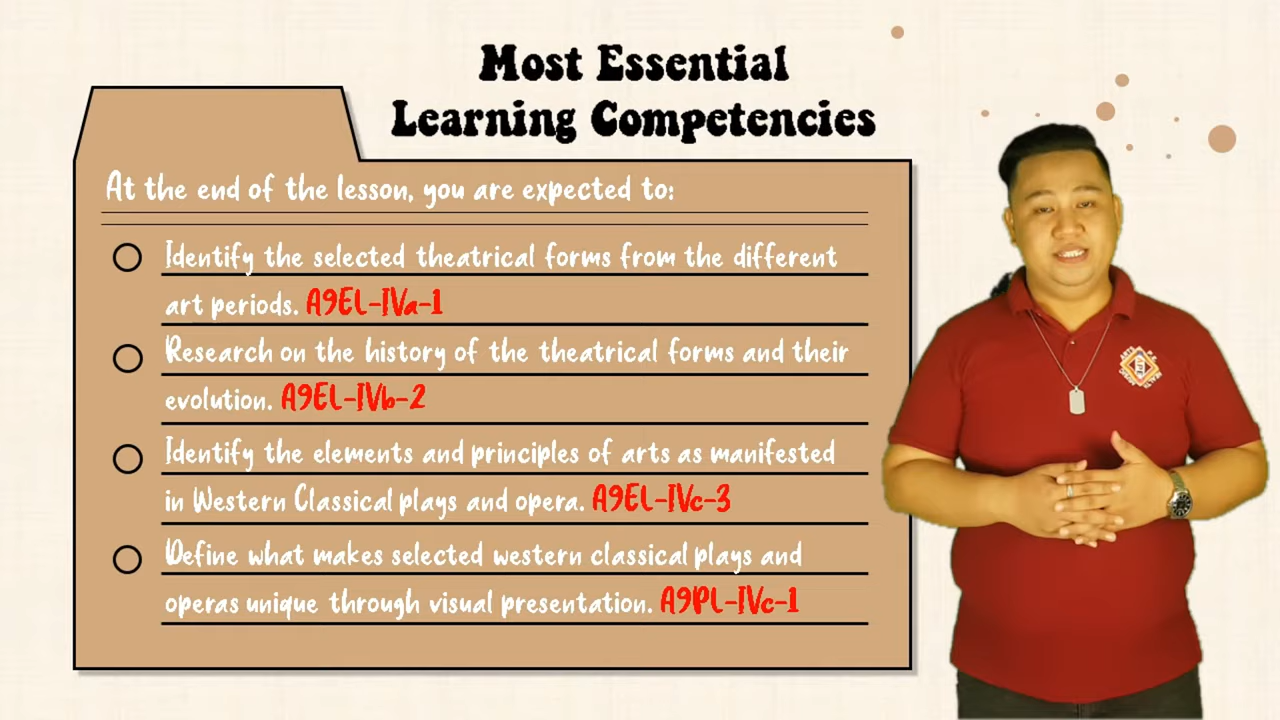 Most Essential
Learning Competencies
At the end of the lesson, you are expected to:
Identify the selected theatrical forms from the different
art periods. A9EL-IVa-1
Research on the history of the theatrical forms and their
evolution. A9EL-IVb-2
Identify the elements and principles of arts as manifested
in Western Classical plays and opera. A9EL-IVc-3
Define what makes selected western classical plays and
operas unique through visual presentation. A9PL-IVc-1